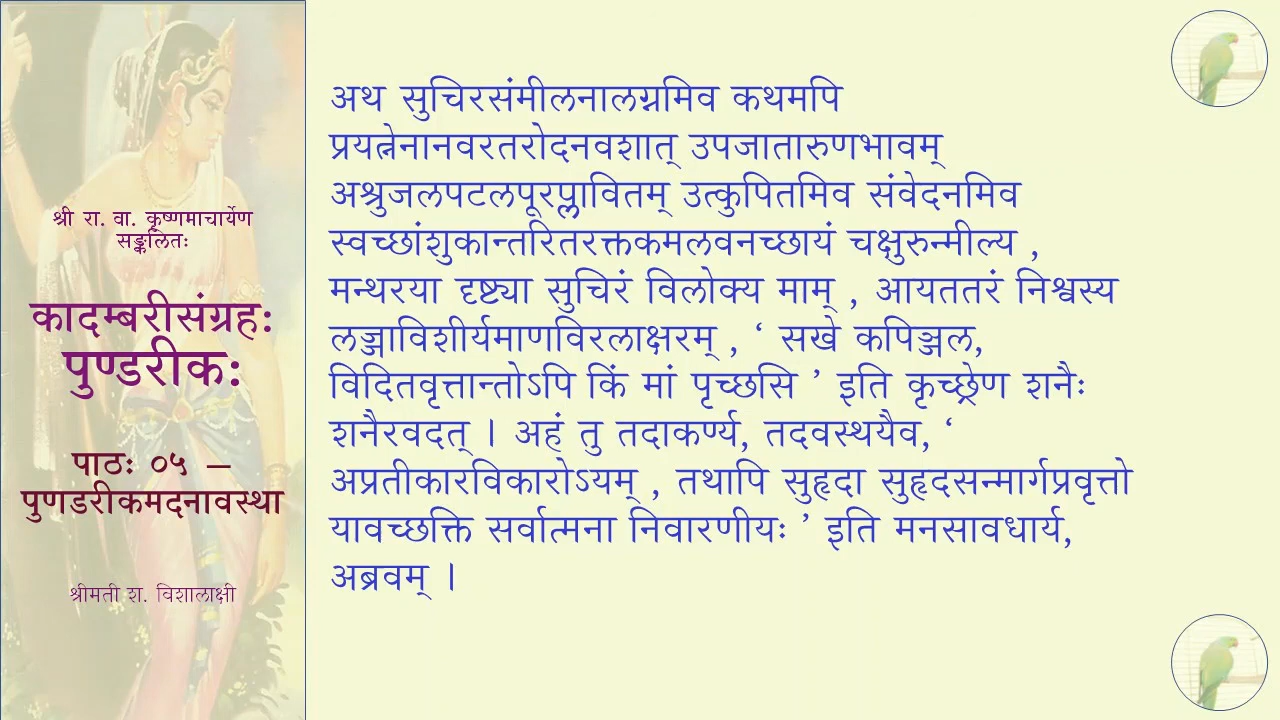 श्री रा. वा. कृष्णमाचार्येण
सङ्कलितः
कादम्बरीसंग्रहः
पुण्डरीकः
पाठः ०५ –
पुणडरीकमदनावस्था
श्रीमती श. विशालाक्षी
अथ सुचिरसंमीलनालग्नमिव कथमपि
प्रयत्नेनानवरतरोदनवशात् उपजातारुणभावम्
अश्रुजलपटलपूरप्लावितम् उत्कुपितमिव संवेदनमिव
स्वच्छांशुकान्तरितरक्तकमलवनच्छायं चक्षुरुन्मील्य ,
मन्थरया दृष्ट्या सुचिरं विलोक्य माम् , आयततरं निश्वस्य
लज्जाविशीर्यमाणविरलाक्षरम् , ‘ सखे कपिञ्जल,
विदितवृत्तान्तोऽपि किं मां पृच्छसि ’ इति कृच्छ्रेण शनैः
शनैरवदत् । अहं तु तदाकर्ण्य, तदवस्थयैव, ‘
अप्रतीकारविकारोऽयम् , तथापि सुहृदा सुहृदसन्मार्गप्रवृत्तो
यावच्छक्ति सर्वात्मना निवारणीयः ’ इति मनसावधार्य,
अब्रवम् ।